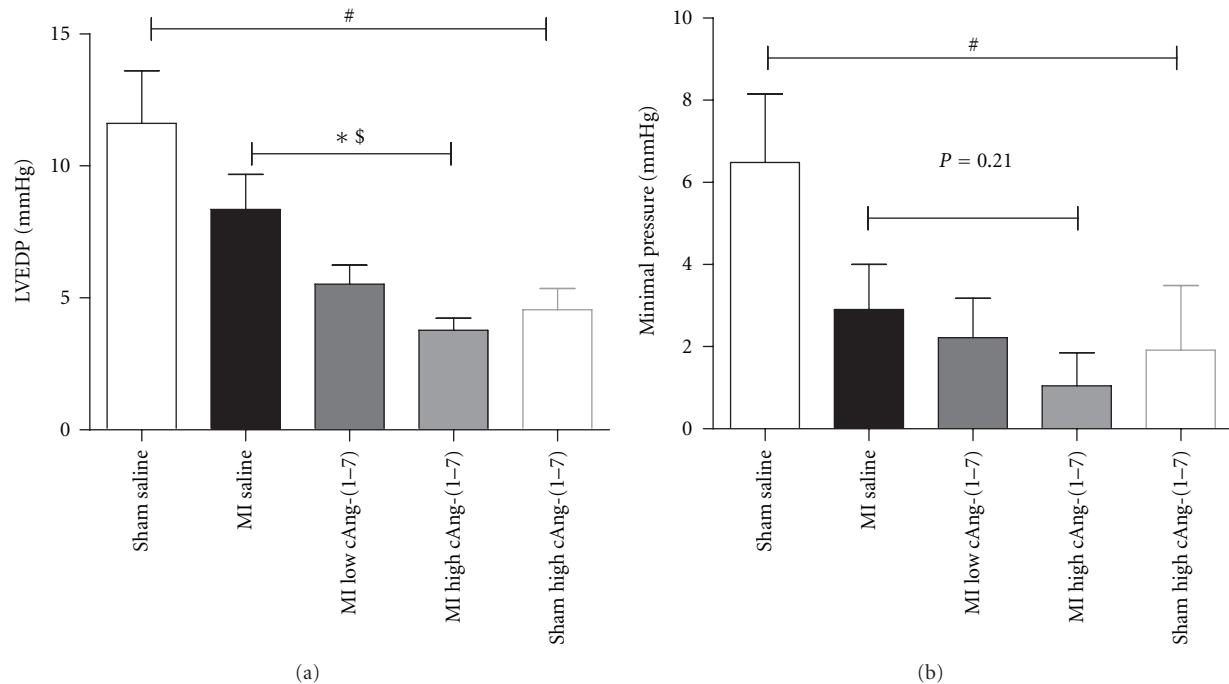 #
15
* $
10
5
0
LVEDP (mmHg)
Sham saline
MI saline
MI low cAng-(1–7)
MI high cAng-(1–7)
Sham high cAng-(1–7)
(a)
10
#
8
P = 0.21
6
4
2
0
Minimal pressure (mmHg)
Sham saline
MI saline
MI low cAng-(1–7)
MI high cAng-(1–7)
Sham high cAng-(1–7)
(b)